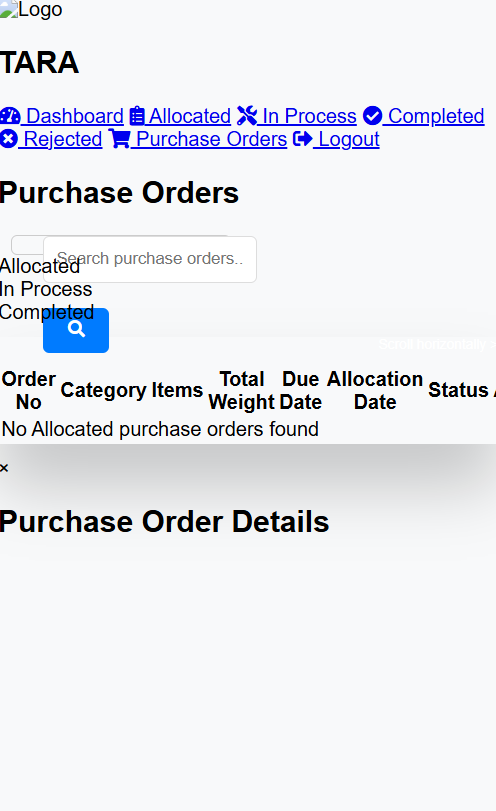 Logo
TARA
Dashboard Allocated In Process Completed
Rejected Purchase Orders Logout
Purchase Orders
Search purchase orders..
Allocated
In Process
Completed
Scroll horizontally
Order No Category Items Total Weight Due Date Allocation Date Status
No Allocated purchase orders found
×
Purchase Order Details